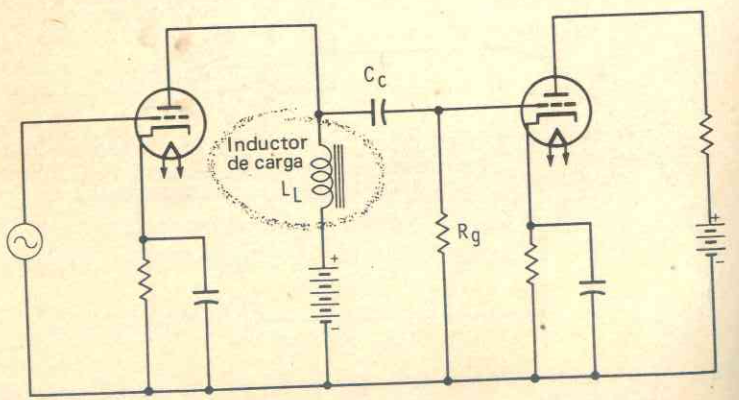 Inductor
de carga
L_L
C_c
R_g
+
-
+
-